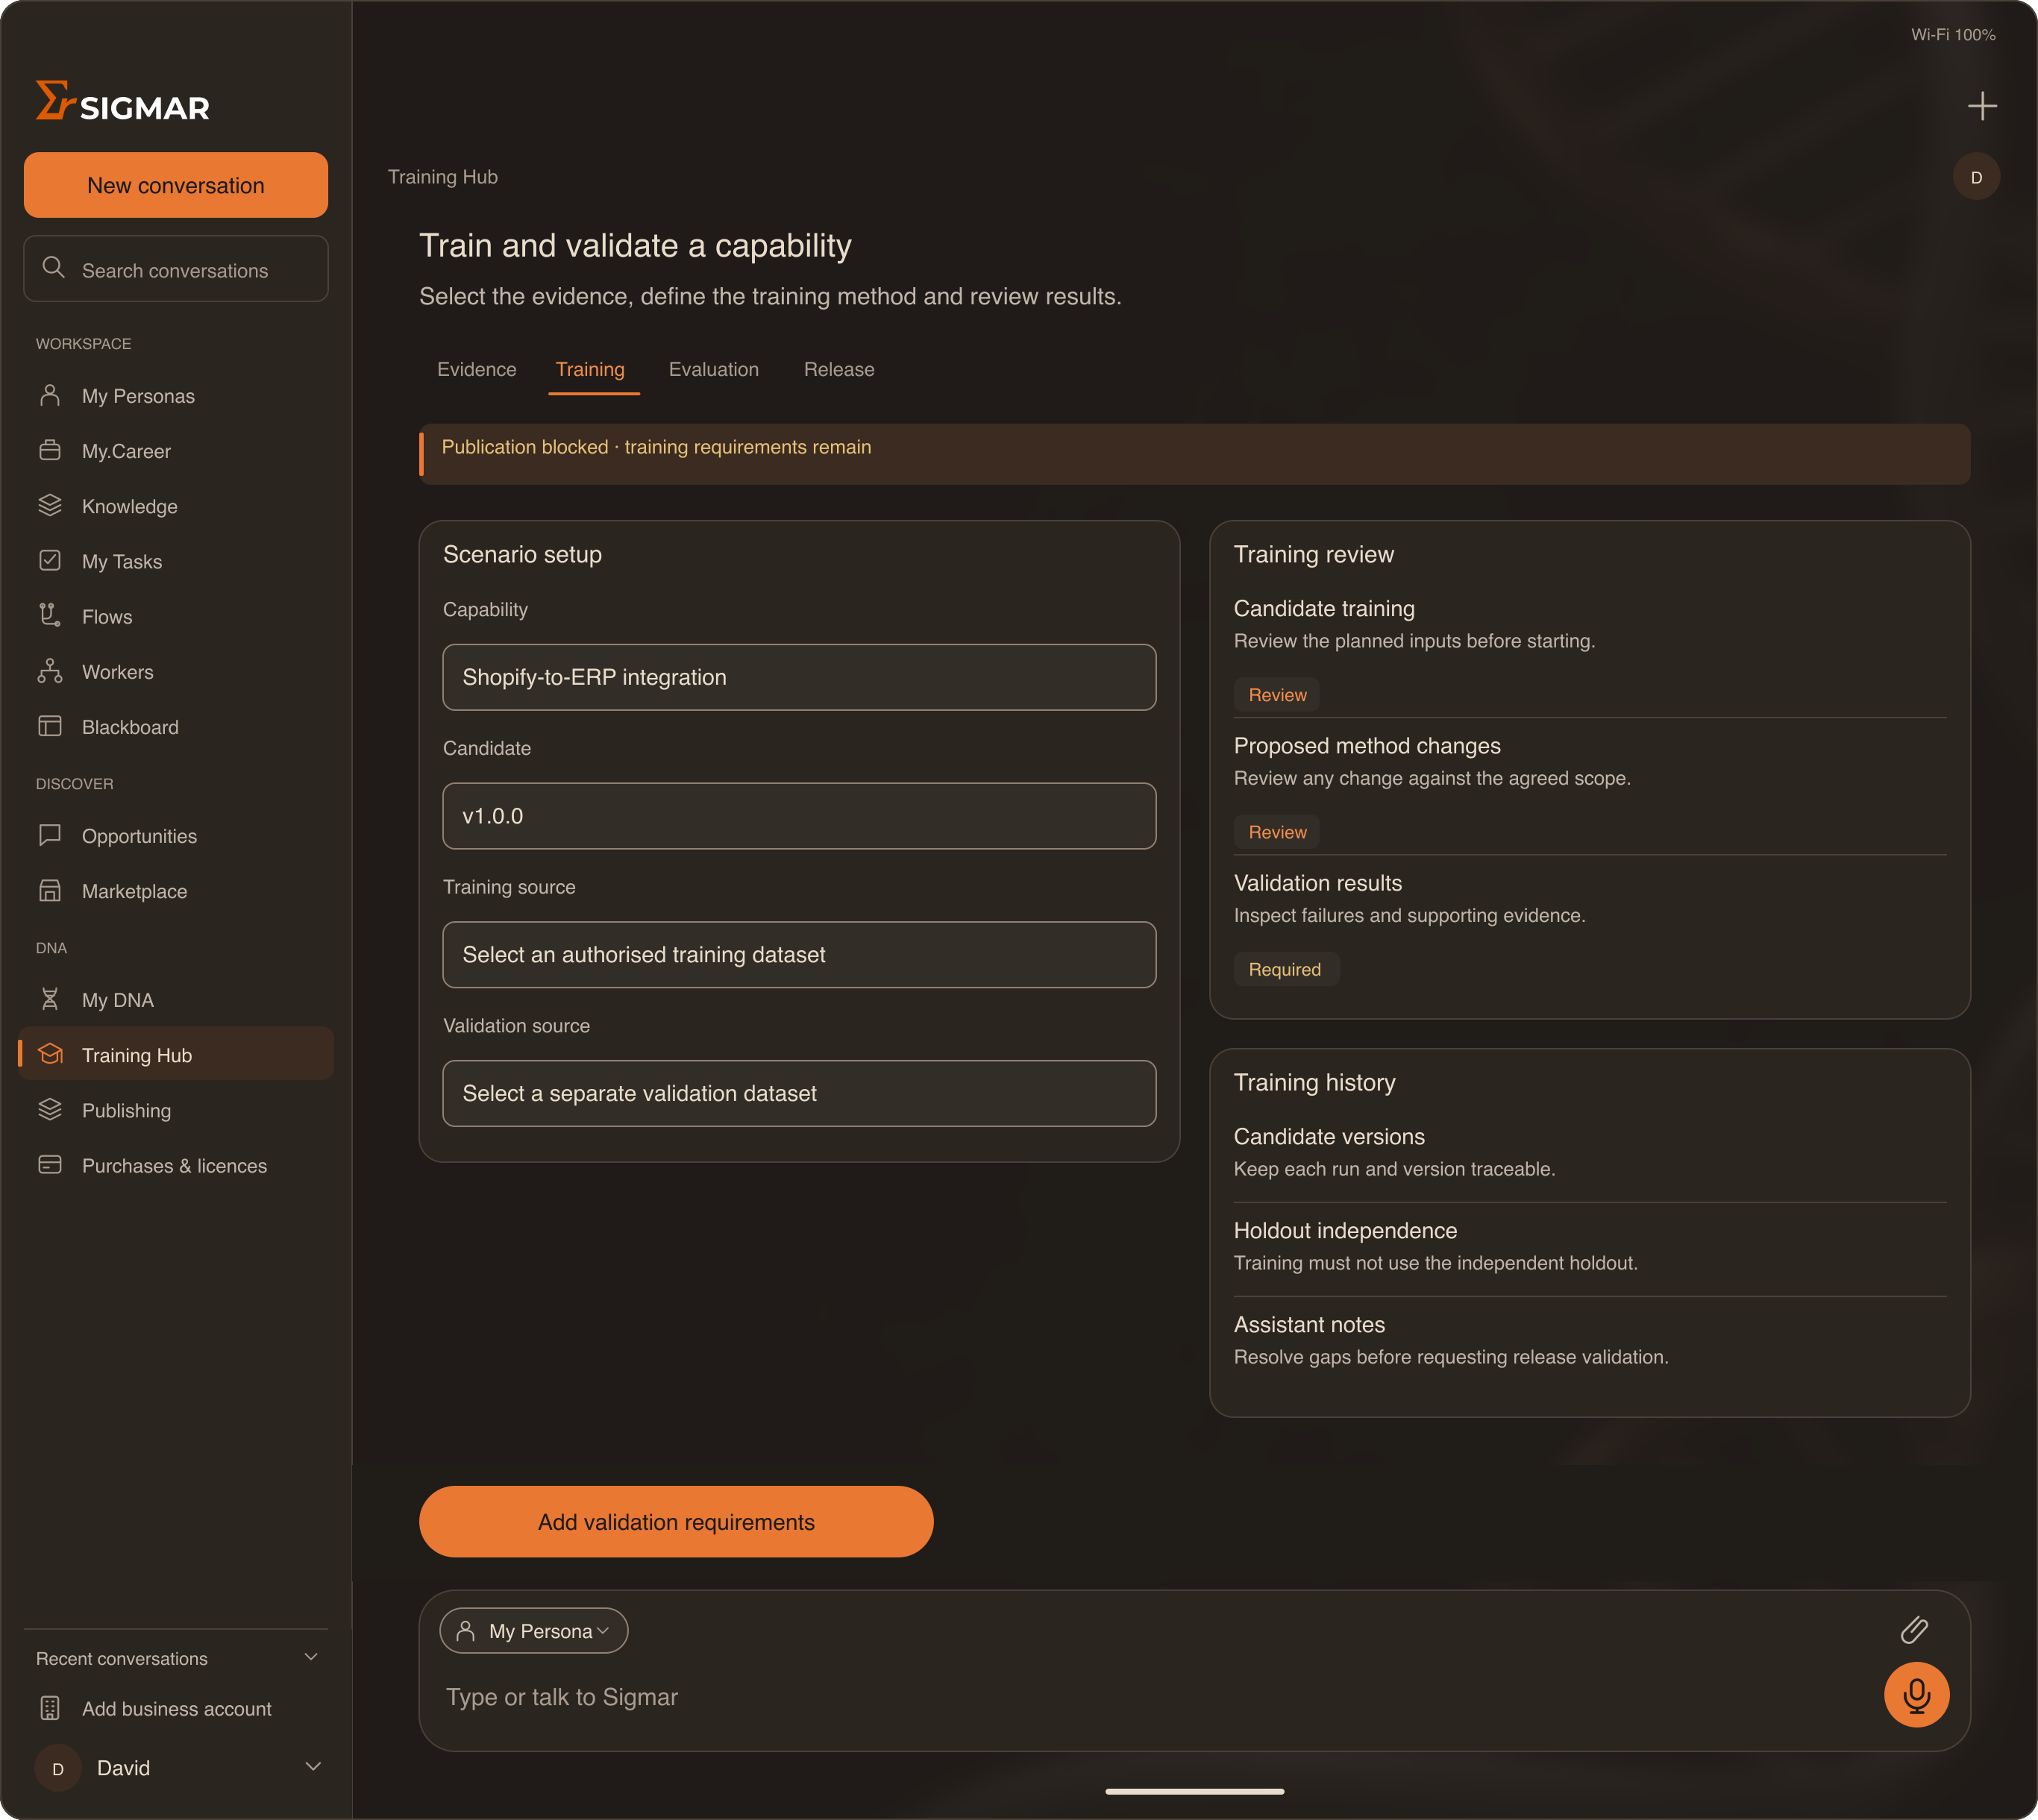 Wi-Fi 100%
SIGMAR
New conversation
Search conversations
WORKSPACE
My Personas
My.Career
Knowledge
My Tasks
Flows
Workers
Blackboard
DISCOVER
Opportunities
Marketplace
DNA
My DNA
Training Hub
Publishing
Purchases & licences
Recent conversations
Add business account
D
David
Training Hub
D
Train and validate a capability
Select the evidence, define the training method and review results.
Evidence
Training
Evaluation
Release
Publication blocked · training requirements remain
Scenario setup
Capability
Shopify-to-ERP integration
Candidate
v1.0.0
Training source
Select an authorised training dataset
Validation source
Select a separate validation dataset
Training review
Candidate training
Review the planned inputs before starting.
Review
Proposed method changes
Review any change against the agreed scope.
Review
Validation results
Inspect failures and supporting evidence.
Required
Training history
Candidate versions
Keep each run and version traceable.
Holdout independence
Training must not use the independent holdout.
Assistant notes
Resolve gaps before requesting release validation.
Add validation requirements
My Persona
Type or talk to Sigmar